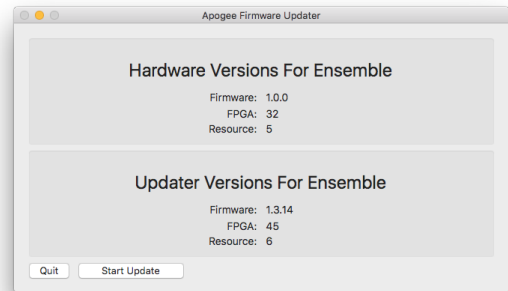 Apogee Firmware Updater
Hardware Versions For Ensemble
Firmware: 1.0.0
FPGA: 32
Resource: 5
Updater Versions For Ensemble
Firmware: 1.3.14
FPGA: 45
Resource: 6
Quit Start Update